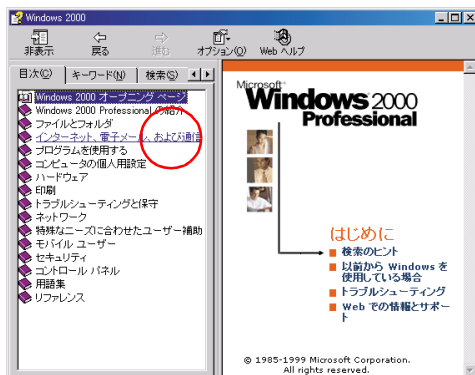 Windows 2000
非表示 戻る 進む オプション(O) Web ヘルプ
目次(C) キーワード(N) 検索(S)
Windows 2000 オープニング ページ
Windows 2000 Professional の紹介
ファイルとフォルダ
インターネット、電子メール、および通信
プログラムを使用する
コンピュータの個人用設定
ハードウェア
印刷
トラブルシューティングと保守
ネットワーク
特殊なニーズに合わせたユーザー補助
モバイル ユーザー
セキュリティ
コントロール パネル
用語集
リファレンス
Microsoft
Windows 2000
Professional
はじめに
検索のヒント
以前から Windows を
使用している場合
トラブルシューティング
Web での情報とサポー
ト
© 1985-1999 Microsoft Corporation.
All rights reserved.